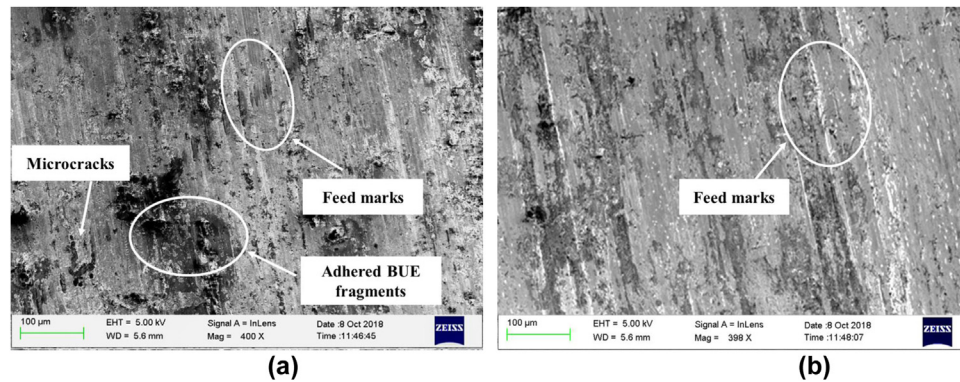 Microcracks
Feed marks
Adhered BUE
fragments
100 µm
EHT = 5.00 kV
WD = 5.6 mm
Signal A = InLens
Mag = 400 X
Date :8 Oct 2018
Time :11:46:45
ZEISS
(a)
Feed marks
100 µm
EHT = 5.00 kV
WD = 5.6 mm
Signal A = InLens
Mag = 398 X
Date :8 Oct 2018
Time :11:48:07
ZEISS
(b)